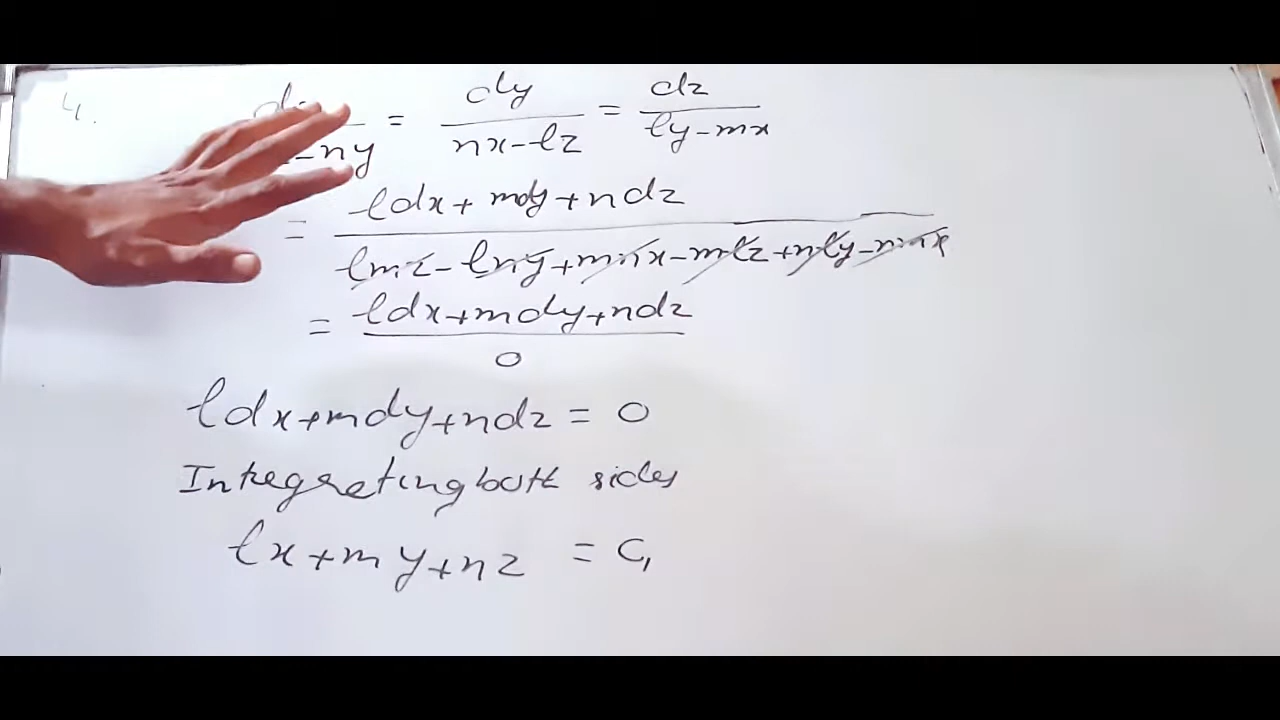 4.
dy/(nx-lz) = dz/(ly-mx)
= (ldx+mdy+ndz)/(lmz-lny+mnx-mlz+nly-nmx)
= (ldx+mdy+ndz)/0
ldx+mdy+ndz = 0
Integrating both sides
lx+my+nz = C₁